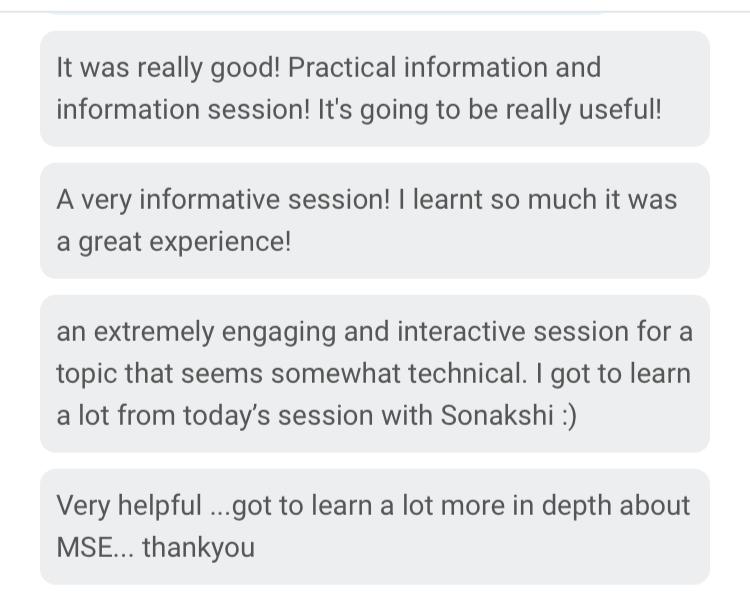 It was really good! Practical information and
information session! It's going to be really useful!
A very informative session! I learnt so much it was
a great experience!
an extremely engaging and interactive session for a
topic that seems somewhat technical. I got to learn
a lot from today’s session with Sonakshi :)
Very helpful ...got to learn a lot more in depth about
MSE... thankyou